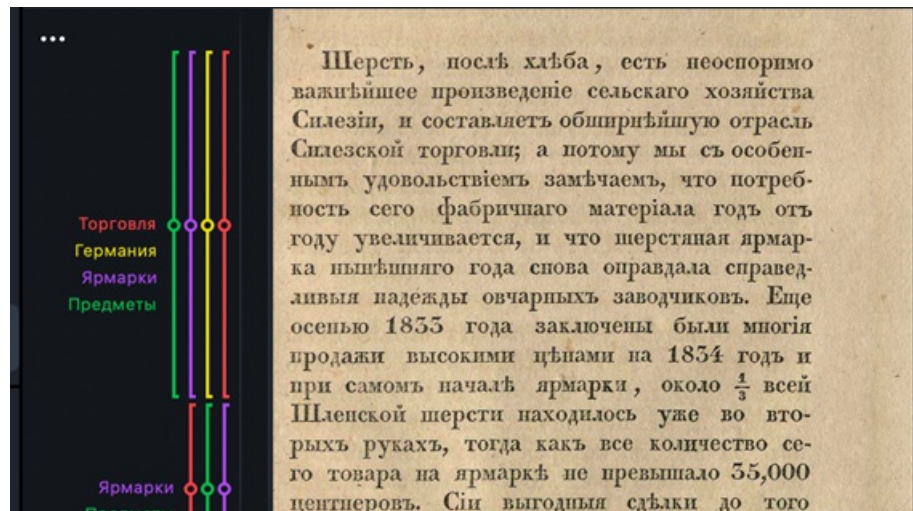 Торговля
Германия
Ярмарки
Предметы
Ярмарки
Предметы
Шерсть, послѣ хлѣба, есть неоспоримо
важнѣйшее произведеніе сельскаго хозяйства
Силезіи, и составляетъ обширнѣйшую отрасль
Силезской торговли; а потому мы съ особен-
нымъ удовольствіемъ замѣчаемъ, что потреб-
ность сего фабричнаго матеріала годъ отъ
году увеличивается, и что шерстяная ярмар-
ка нынѣшняго года снова оправдала справед-
ливыя надежды овчарныхъ заводчиковъ. Еще
осенью 1833 года заключены были многія
продажи высокими цѣнами на 1834 годъ и
при самомъ началѣ ярмарки, около 1/3 всей
Шленской шерсти находилось уже во вто-
рыхъ рукахъ, тогда какъ все количество се-
го товара на ярмаркѣ не превышало 35,000
центнеровъ. Сіи выгодныя сдѣлки до того